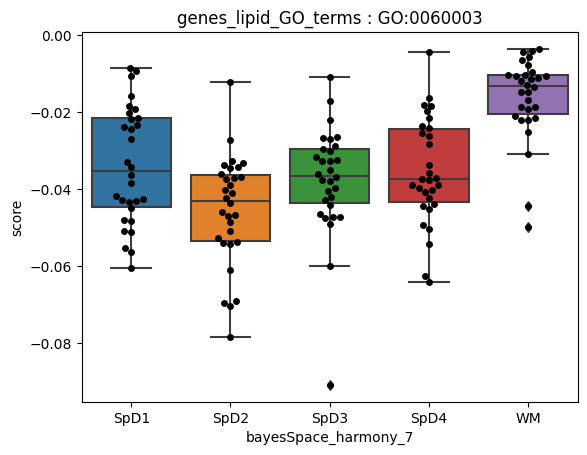 genes_lipid_GO_terms : GO:0060003
0.00
−0.02
−0.04
−0.06
−0.08
score
SpD1 SpD2 SpD3 SpD4 WM
bayesSpace_harmony_7